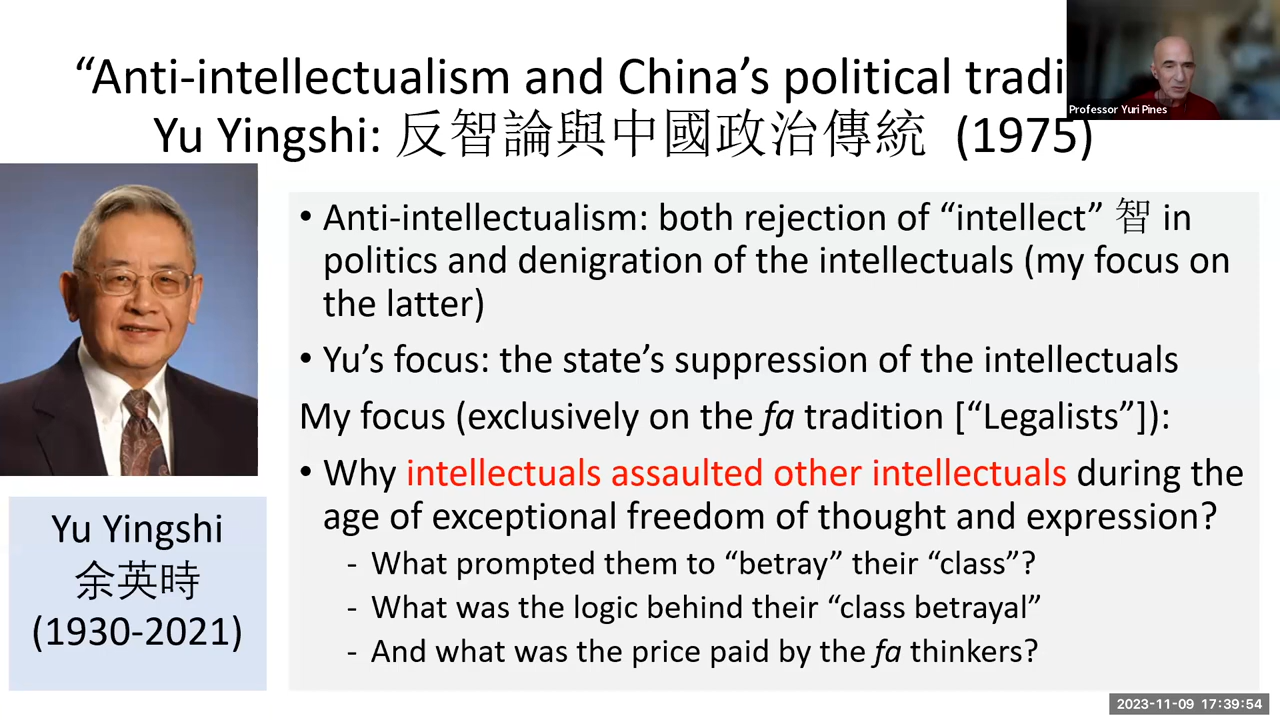 “Anti-intellectualism and China’s political tradi
Yu Yingshi: 反智論與中國政治傳統 (1975)
Professor Yuri Pines
• Anti-intellectualism: both rejection of “intellect” 智 in
politics and denigration of the intellectuals (my focus on
the latter)
• Yu’s focus: the state’s suppression of the intellectuals
My focus (exclusively on the fa tradition [“Legalists”]):
• Why intellectuals assaulted other intellectuals during the
age of exceptional freedom of thought and expression?
- What prompted them to “betray” their “class”?
- What was the logic behind their “class betrayal”
- And what was the price paid by the fa thinkers?
Yu Yingshi
余英時
(1930-2021)
2023-11-09 17:39:54